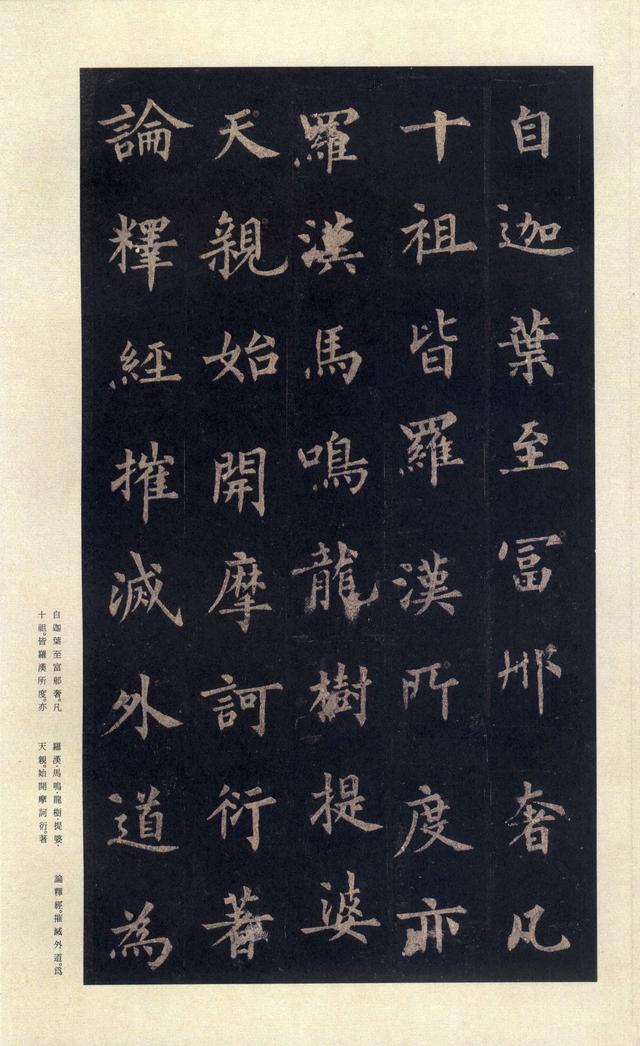 自迦葉至冨那奢凡
十祖皆羅漢所度亦
羅漢馬鳴龍樹提婆
天親始開摩訶衍著
論釋經摧滅外道為
自迦葉至富那奢。凡
十祖。皆羅漢所度。亦
羅漢・馬鳴・龍樹・提婆・
天親。始開摩訶衍。著
論釋經。摧滅外道。爲